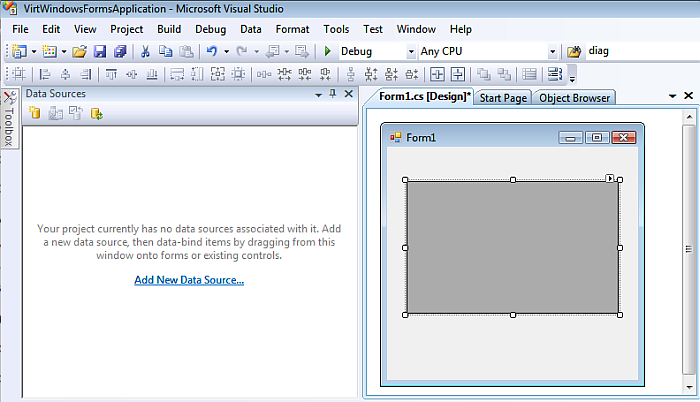 VirtWindowsFormsApplication - Microsoft Visual Studio
File Edit View Project Build Debug Data Format Tools Test Window Help
Debug Any CPU diag
Toolbox
Data Sources
Form1.cs [Design]* Start Page Object Browser
Form1
Your project currently has no data sources associated with it. Add
a new data source, then data-bind items by dragging from this
window onto forms or existing controls.
Add New Data Source...